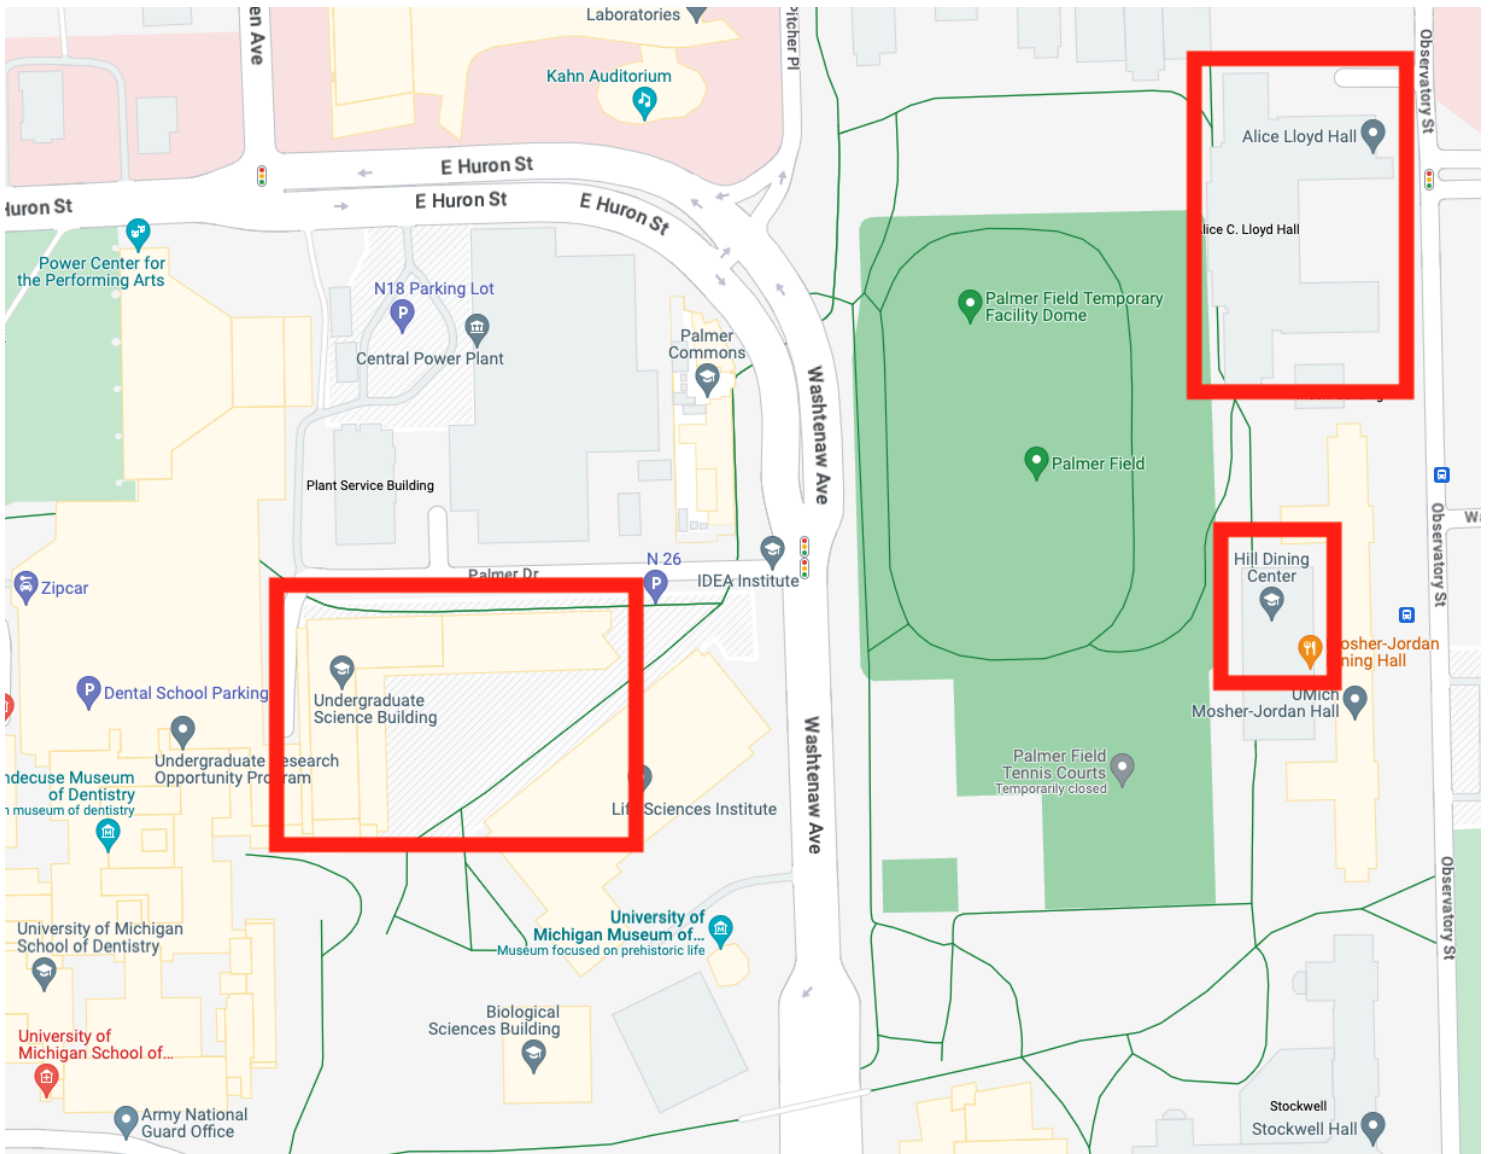 Laboratories
Pitcher Pl
en Ave
Kahn Auditorium
Observatory St
Alice Lloyd Hall
E Huron St
E Huron St
E Huron St
Huron St
Alice C. Lloyd Hall
Power Center for
the Performing Arts
N18 Parking Lot
Palmer Field Temporary
Facility Dome
Central Power Plant
Palmer
Commons
Washtenaw Ave
Palmer Field
Plant Service Building
Observatory St
Wa
N 26
Palmer Dr
IDEA Institute
Hill Dining
Center
Zipcar
osher-Jordan
ning Hall
Dental School Parking
Undergraduate
Science Building
UMich
Mosher-Jordan Hall
Undergraduate esearch
Opportunity Pro ram
Palmer Field
Tennis Courts
Temporarily closed
ndecuse Museum
of Dentistry
n museum of dentistry
Life Sciences Institute
Washtenaw Ave
University of Michigan
School of Dentistry
University of
Michigan Museum of...
Museum focused on prehistoric life
Observatory St
Biological
Sciences Building
University of
Michigan School of...
Army National
Guard Office
Stockwell
Stockwell Hall